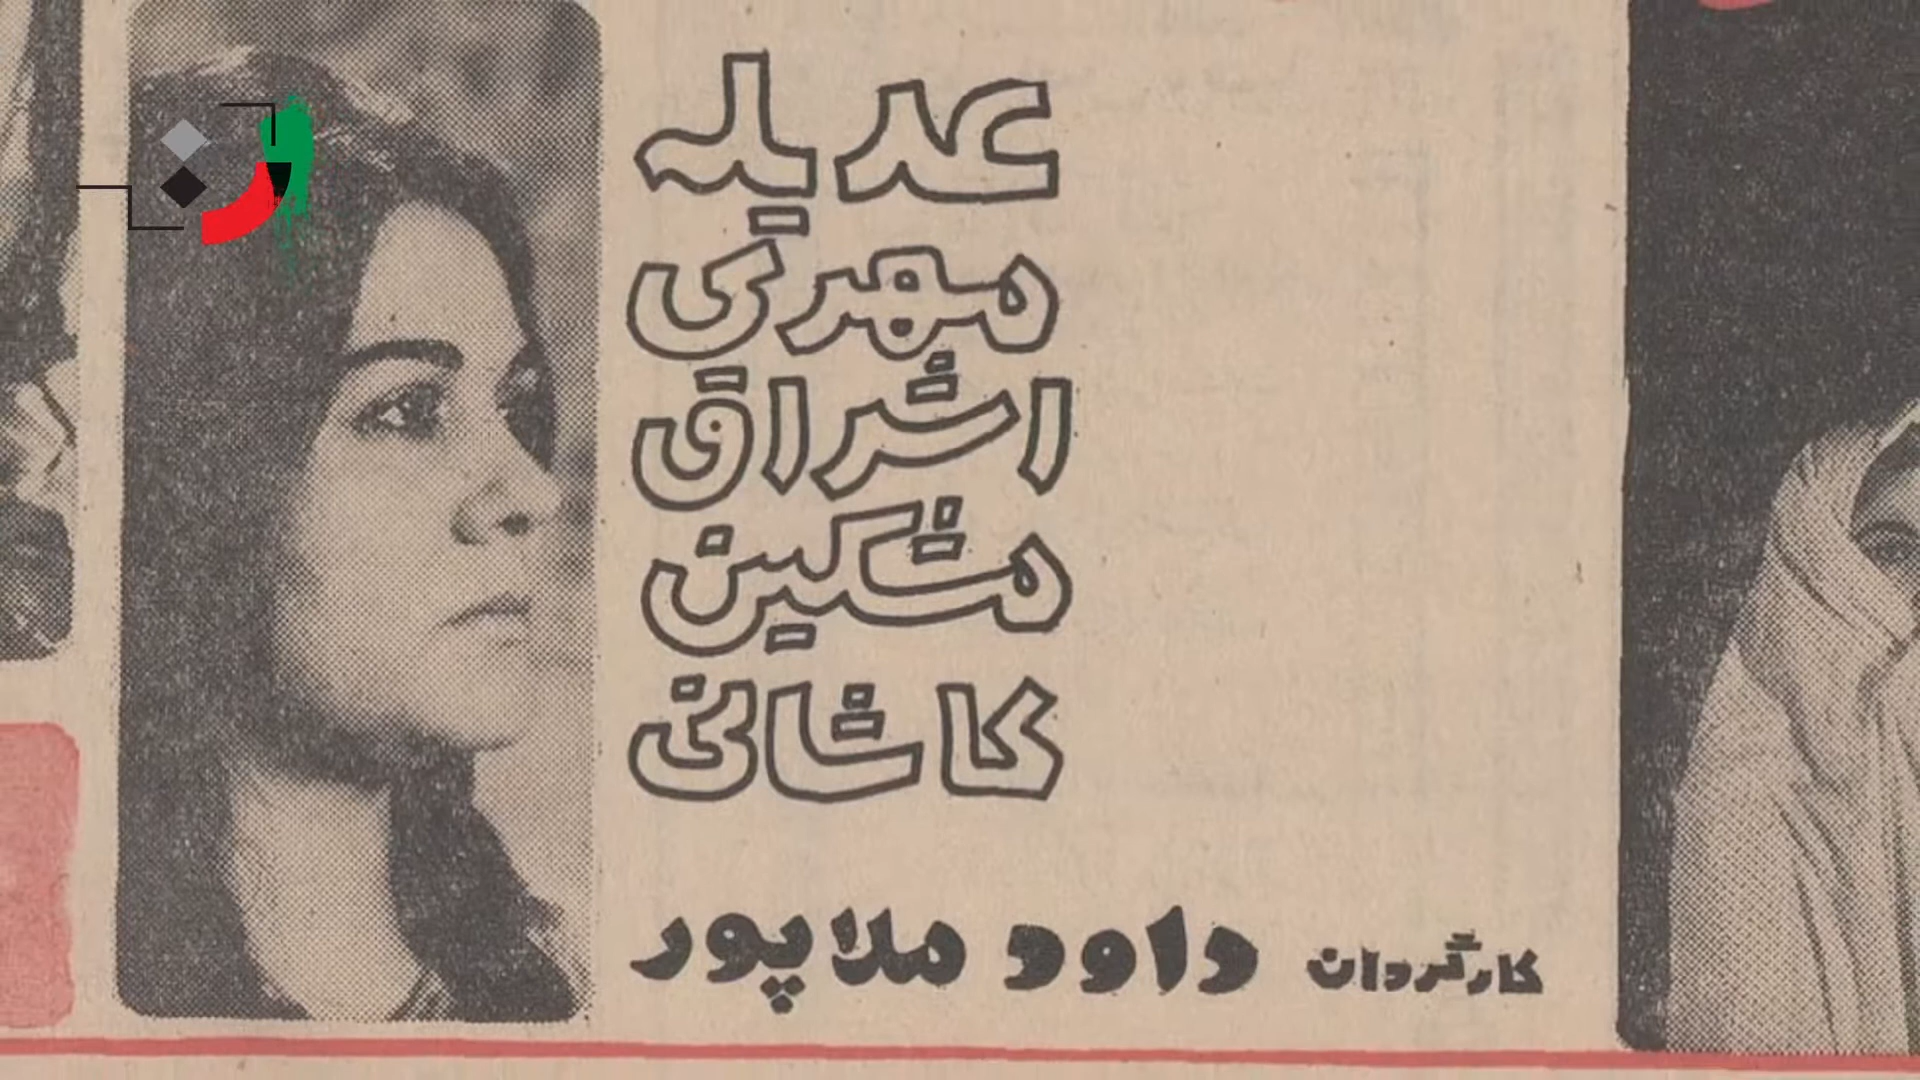 عدیله
مهری
اشراق
مشکین
کاشانی
کارگردان داود ملاپور